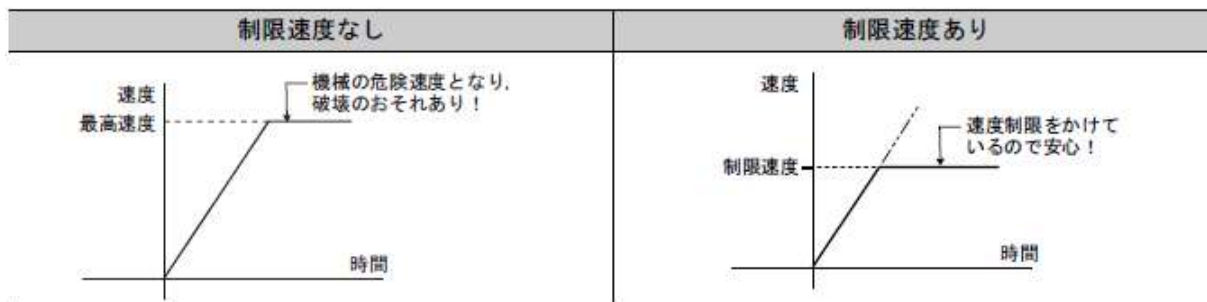 制限速度なし
制限速度あり
機械の危険速度となり,
破壊のおそれあり！
速度
最高速度
時間
速度
速度制限をかけて
いるので安心！
制限速度
時間